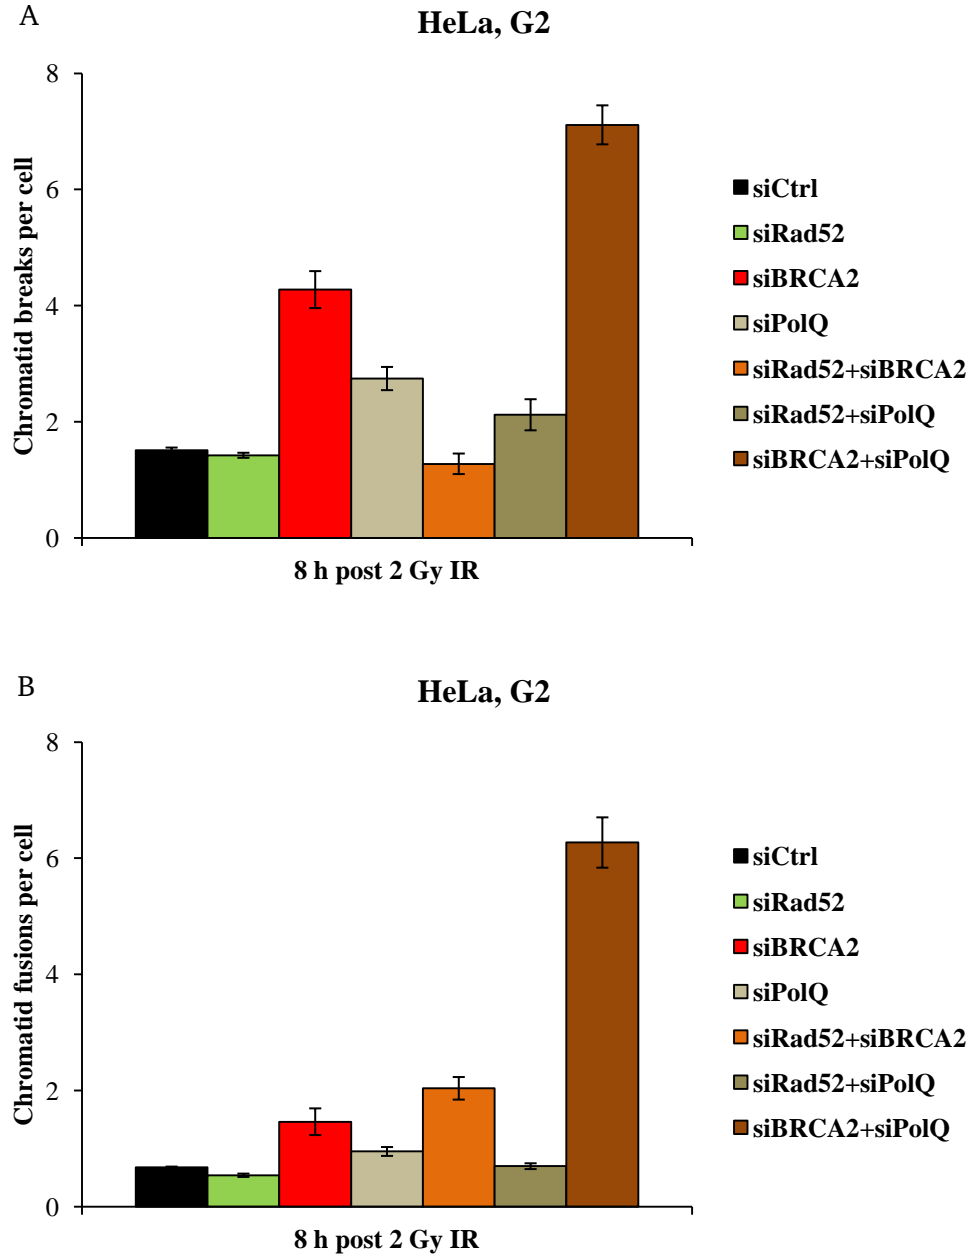 A
HeLa, G2
Chromatid breaks per cell
8
6
4
2
0
8 h post 2 Gy IR
siCtrl
siRad52
siBRCA2
siPolQ
siRad52+siBRCA2
siRad52+siPolQ
siBRCA2+siPolQ
B
HeLa, G2
Chromatid fusions per cell
8
6
4
2
0
8 h post 2 Gy IR
siCtrl
siRad52
siBRCA2
siPolQ
siRad52+siBRCA2
siRad52+siPolQ
siBRCA2+siPolQ